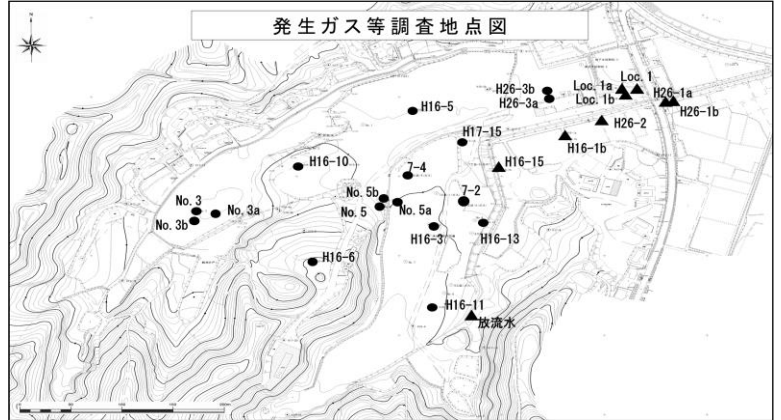 発生ガス等調査地点図
N
H26-3b
H26-3a
Loc. 1a
Loc. 1
Loc. 1b
H26-1a
H26-1b
H16-5
H26-2
H17-15
H16-1b
H16-10
7-4
H16-15
No. 3
No. 3a
No. 3b
No. 5b
No. 5
No. 5a
7-2
H16-3
H16-13
H16-6
H16-11
放流水